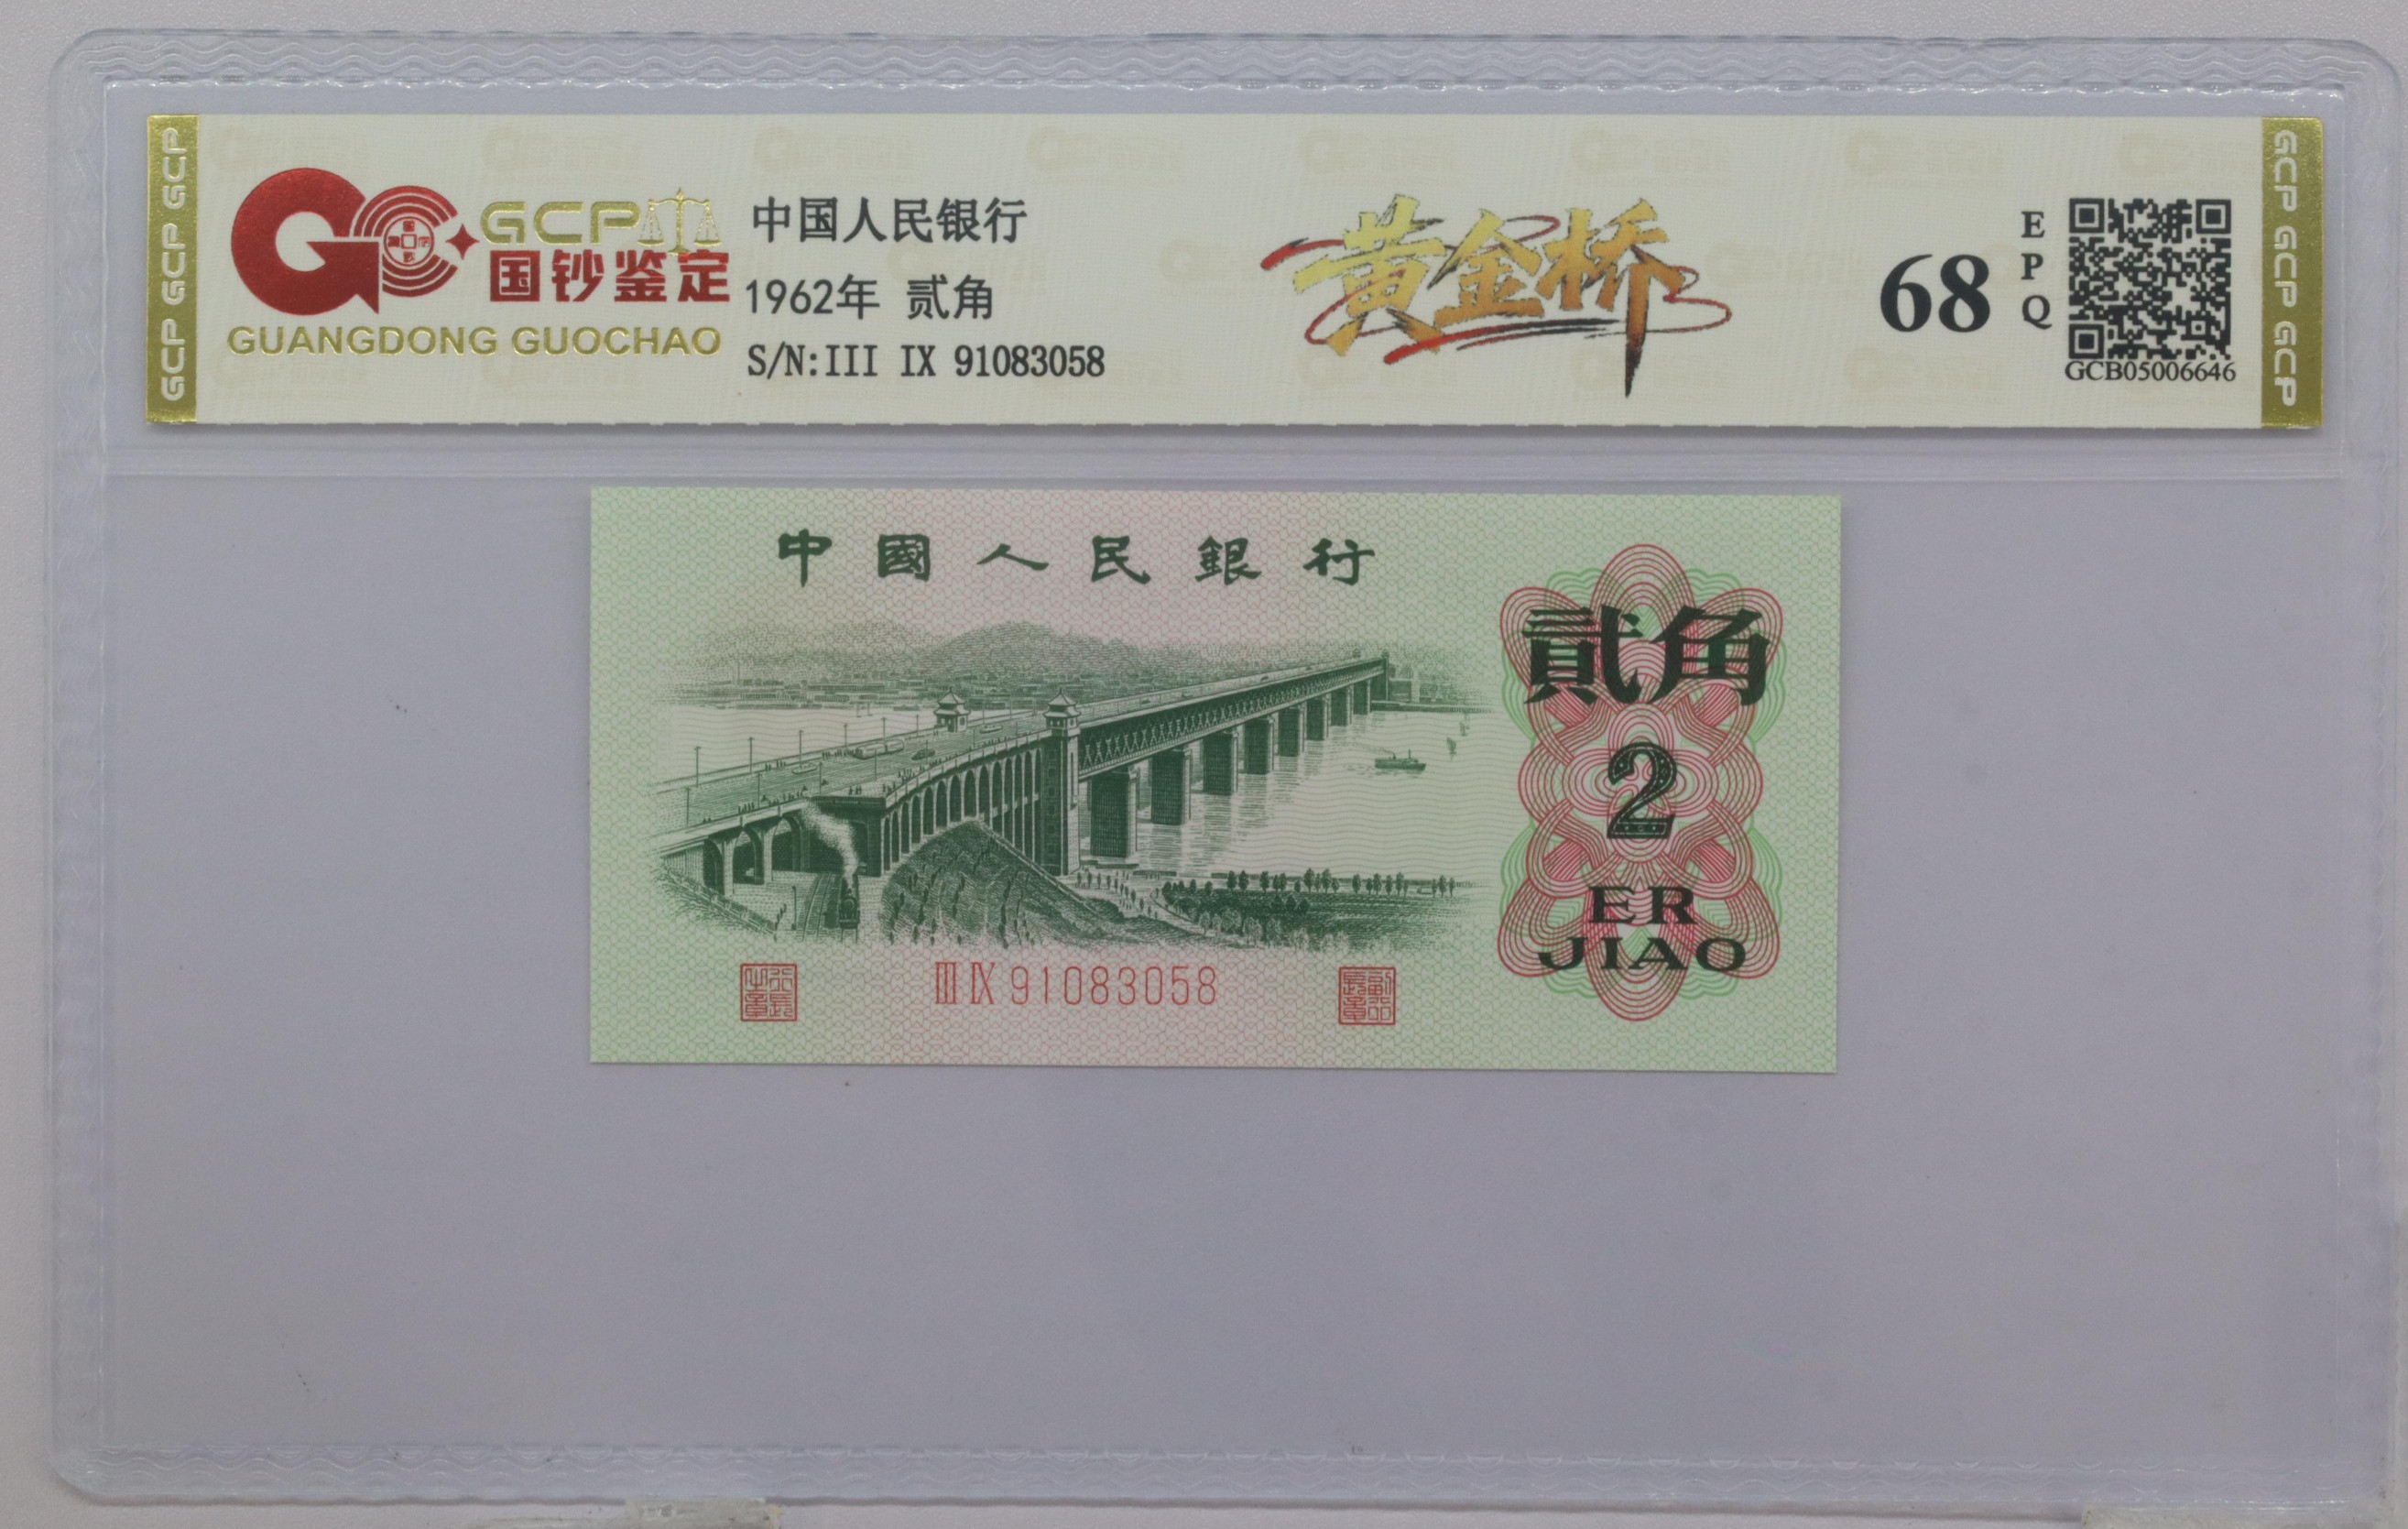 GCP GCP GCP
GCP
国钞鉴定
GUANGDONG GUOCHAO
中国人民银行
1962年 贰角
S/N:III IX 91083058
黄金桥
68
EPQ
GCB05006646
GCP GCP GCP
中國人民銀行
貳角
2
ER
JIAO
III IX 91083058